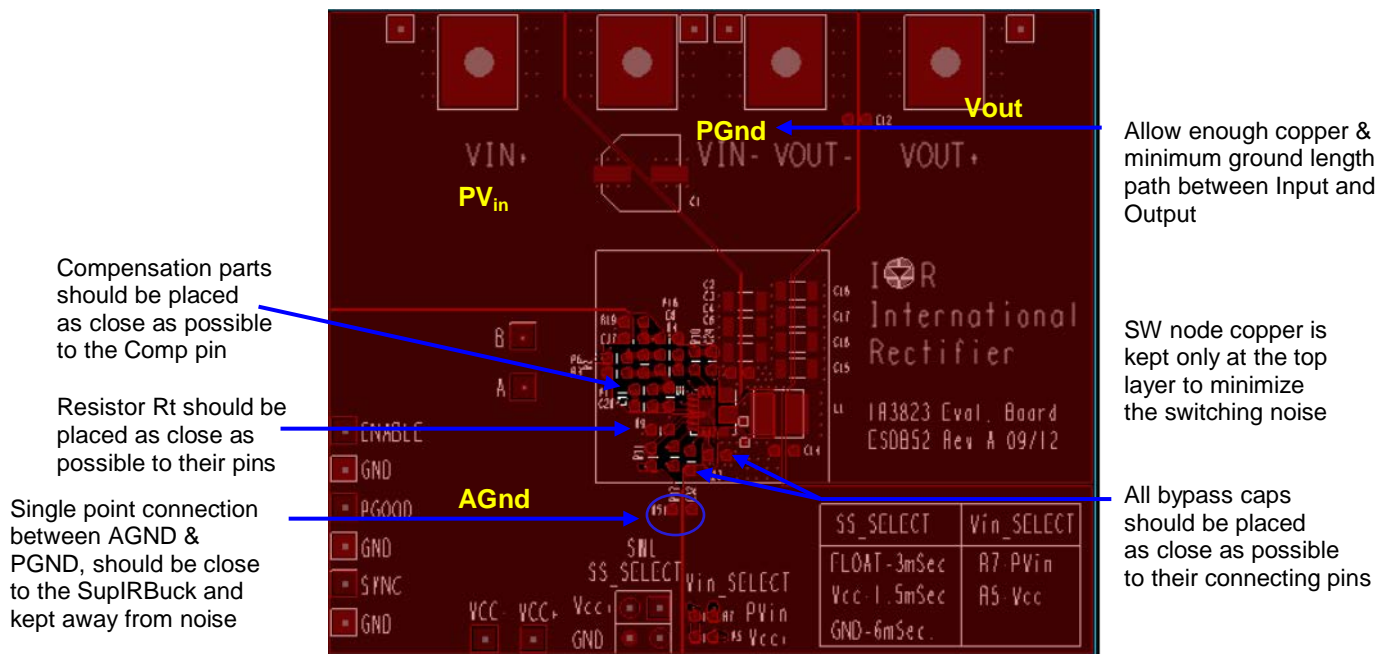 Vout
PGnd
CL2
Allow enough copper &
minimum ground length
path between Input and
Output
VIN+
VIN-
VOUT-
VOUT+
PVin
C1
Compensation parts
should be placed
as close as possible
to the Comp pin
I R
International
Rectifier
B
A
SW node copper is
kept only at the top
layer to minimize
the switching noise
L1
IR3823 Eval. Board
ESDB52 Rev A 09/12
Resistor Rt should be
placed as close as
possible to their pins
ENABLE
GND
PGOOD
GND
SYNC
GND
AGnd
Single point connection
between AGND &
PGND, should be close
to the SupIRBuck and
kept away from noise
All bypass caps
should be placed
as close as possible
to their connecting pins
SS_SELECT
Vin_SELECT
FLOAT-3mSec
R7-PVin
Vcc-1.5mSec
R5-Vcc
GND-6mSec.
SS_SELECT
Vcc+
GND
VCC-
VCC+
Vin_SELECT
R7 PVin
R5 Vcc+